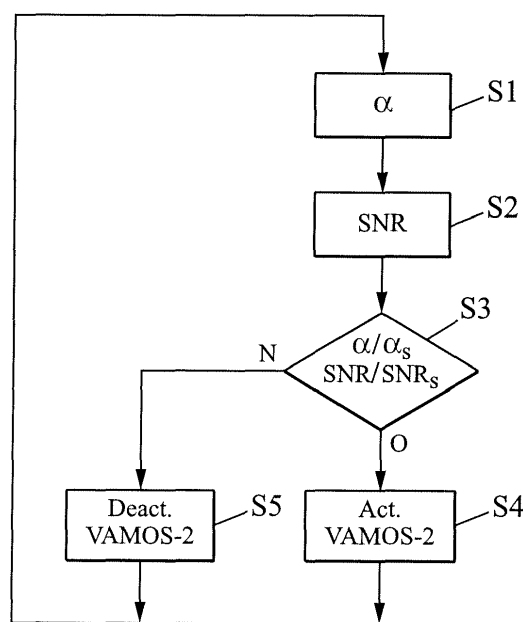 α
S1
SNR
S2
S3
α/αs
SNR/SNRs
N
O
Deact.
VAMOS-2
S5
Act.
VAMOS-2
S4